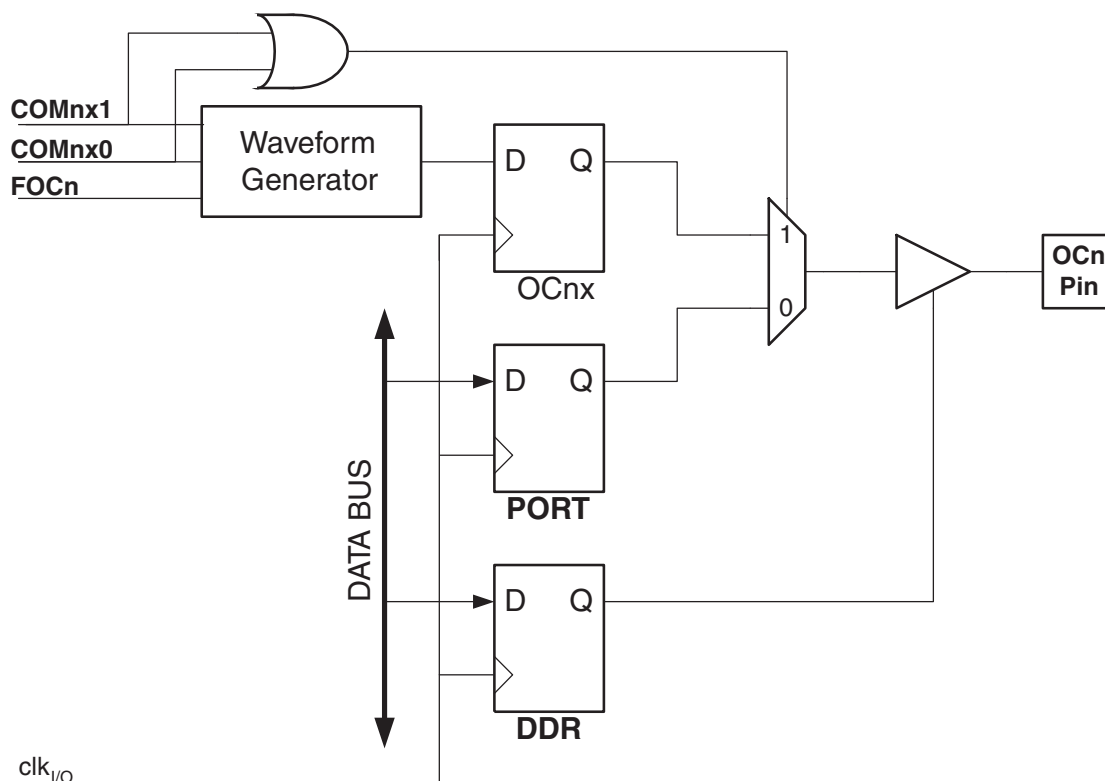 COMnx1
COMnx0
FOCn
Waveform
Generator
D Q
OCnx
1
0
OCn
Pin
D Q
PORT
DATA BUS
D Q
DDR
clkI/O